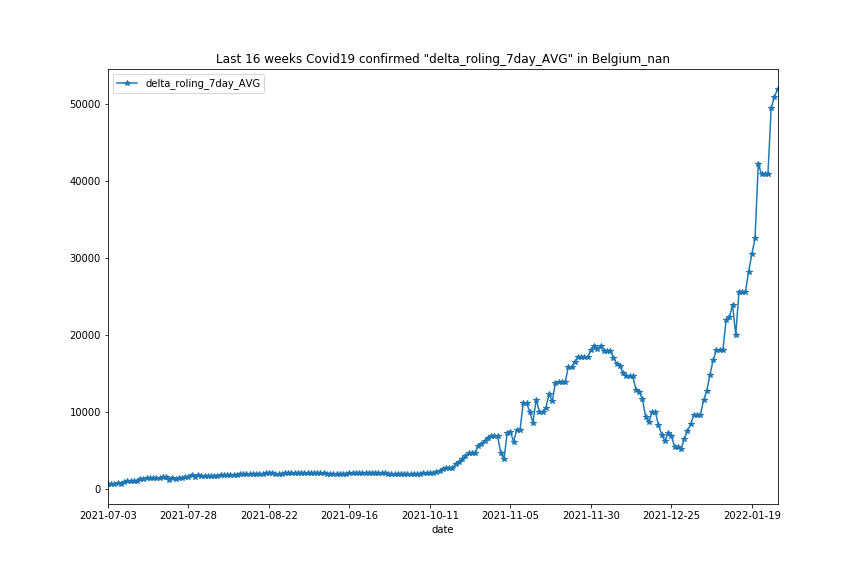 Last 16 weeks Covid19 confirmed "delta_roling_7day_AVG" in Belgium_nan
delta_roling_7day_AVG
50000
40000
30000
20000
10000
0
2021-07-03 2021-07-28 2021-08-22 2021-09-16 2021-10-11 2021-11-05 2021-11-30 2021-12-25 2022-01-19
date